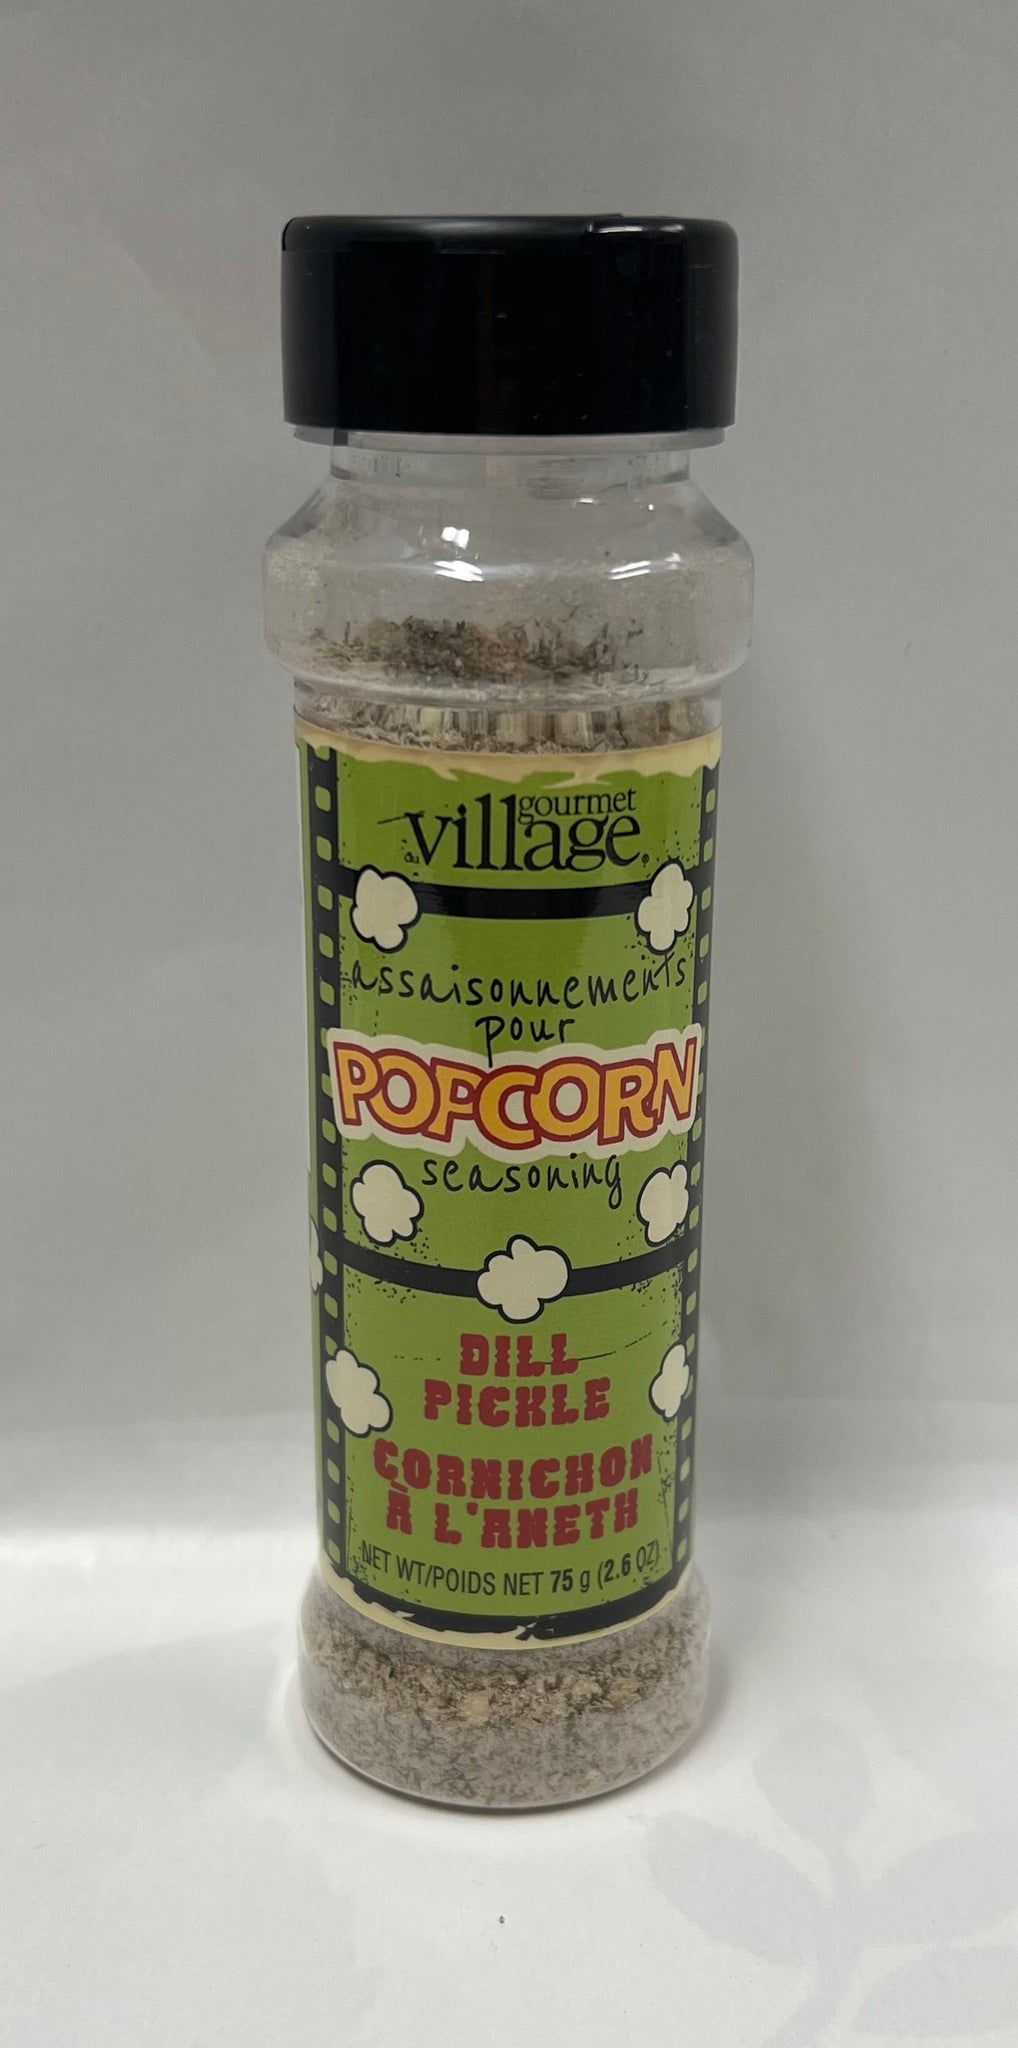 gourmet
du village®
assaisonnements
pour
POPCORN
seasoning
DILL
PICKLE
CORNICHON
À L'ANETH
NET WT/POIDS NET 75 g (2.6 OZ)